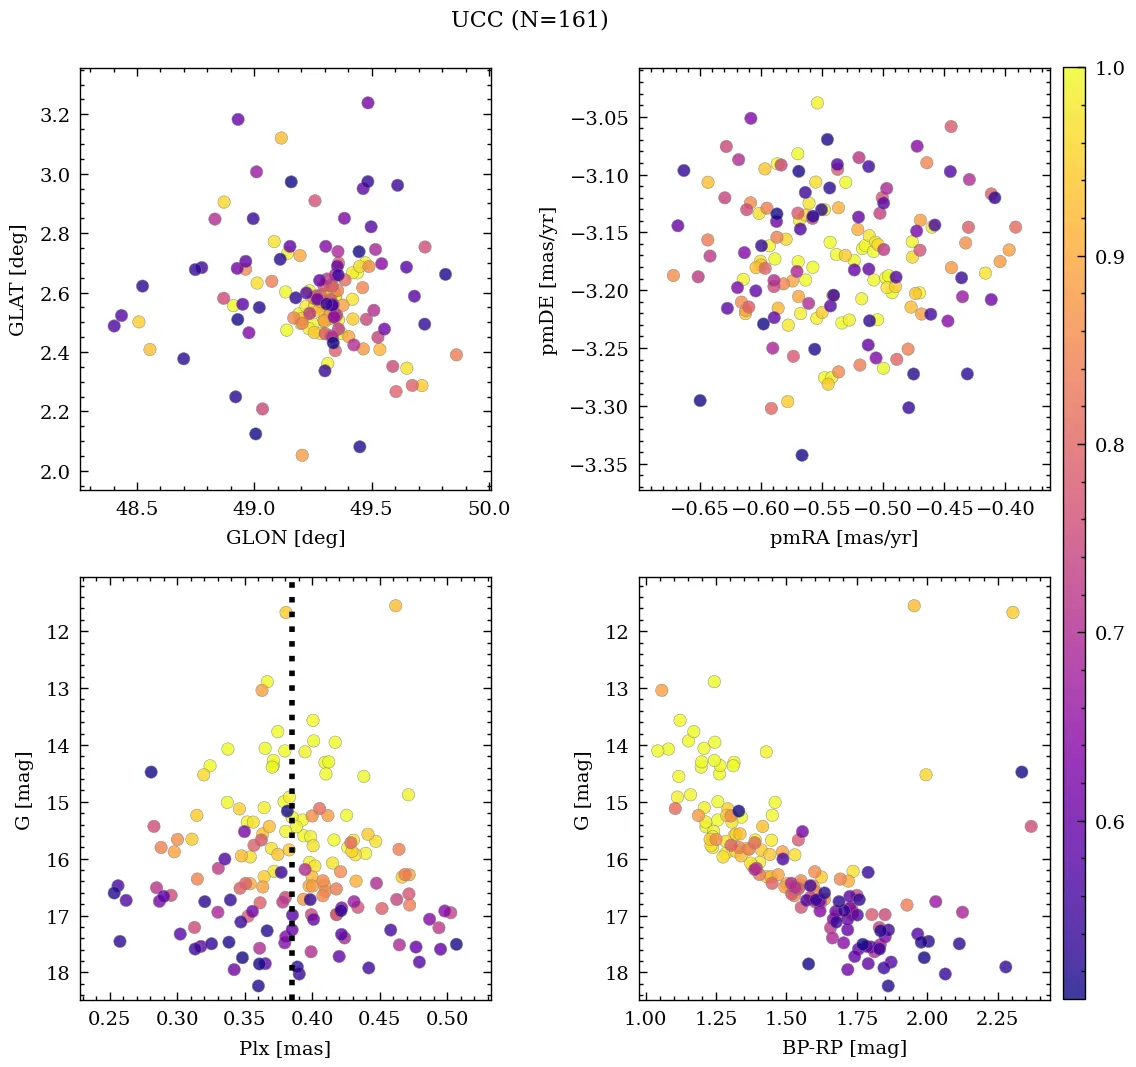 UCC (N=161)
3.2
3.0
2.8
2.6
2.4
2.2
2.0
GLAT [deg]
48.5 49.0 49.5 50.0
GLON [deg]
−3.05
−3.10
−3.15
−3.20
−3.25
−3.30
−3.35
pmDE [mas/yr]
−0.65 −0.60 −0.55 −0.50 −0.45 −0.40
pmRA [mas/yr]
1.0
0.9
0.8
0.7
0.6
12
13
14
15
16
17
18
G [mag]
0.25 0.30 0.35 0.40 0.45 0.50
Plx [mas]
12
13
14
15
16
17
18
G [mag]
1.00 1.25 1.50 1.75 2.00 2.25
BP-RP [mag]